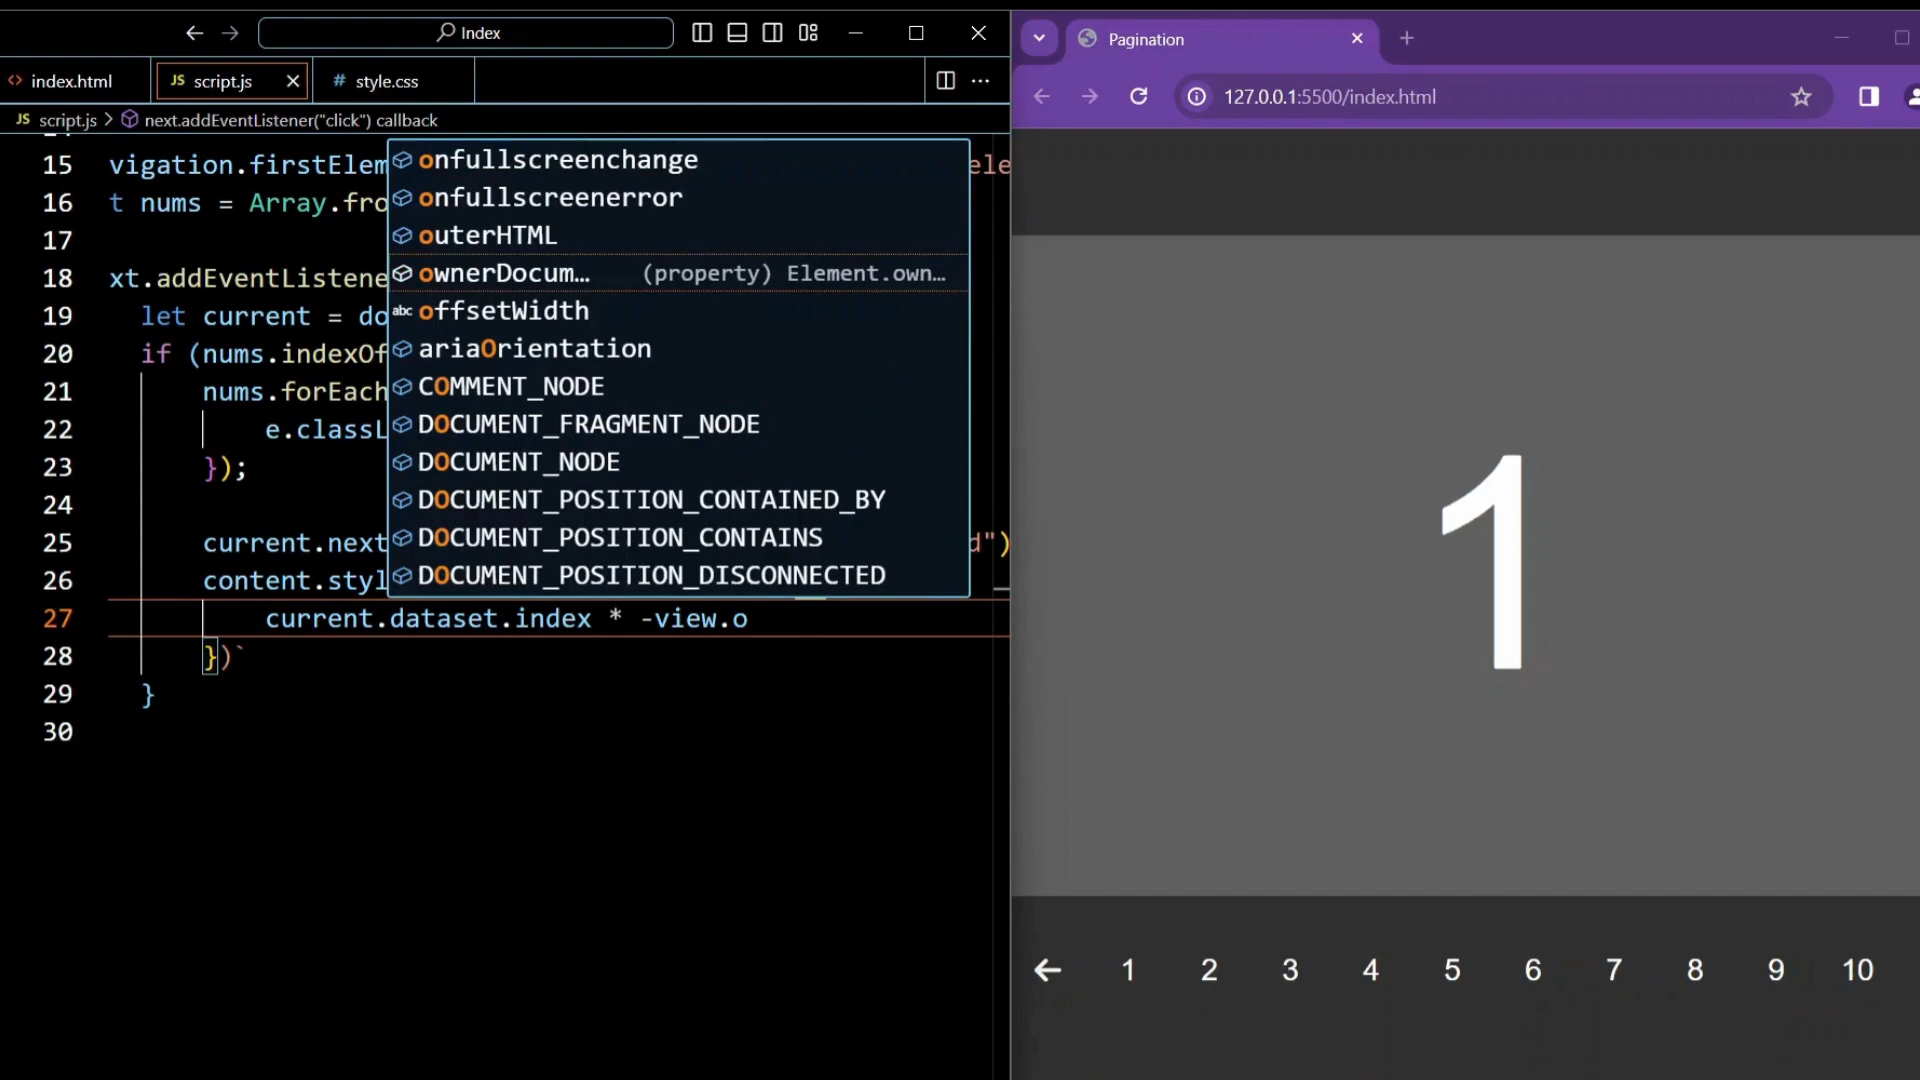 Index
index.html
JS script.js
# style.css
JS script.js > next.addEventListener("click") callback
15 vigation.firstElem
ele
16 t nums = Array.fro
17
18 xt.addEventListene
19 let current = do
20 if (nums.indexOf
21 nums.forEach
22 e.classL
23 });
24
25 current.next
d")
26 content.styl
27 current.dataset.index * -view.o
28 })`
29 }
30
onfullscreenchange
onfullscreenerror
outerHTML
ownerDocum... (property) Element.own...
abc offsetWidth
ariaOrientation
COMMENT_NODE
DOCUMENT_FRAGMENT_NODE
DOCUMENT_NODE
DOCUMENT_POSITION_CONTAINED_BY
DOCUMENT_POSITION_CONTAINS
DOCUMENT_POSITION_DISCONNECTED
Pagination
127.0.0.1:5500/index.html
1
1 2 3 4 5 6 7 8 9 10